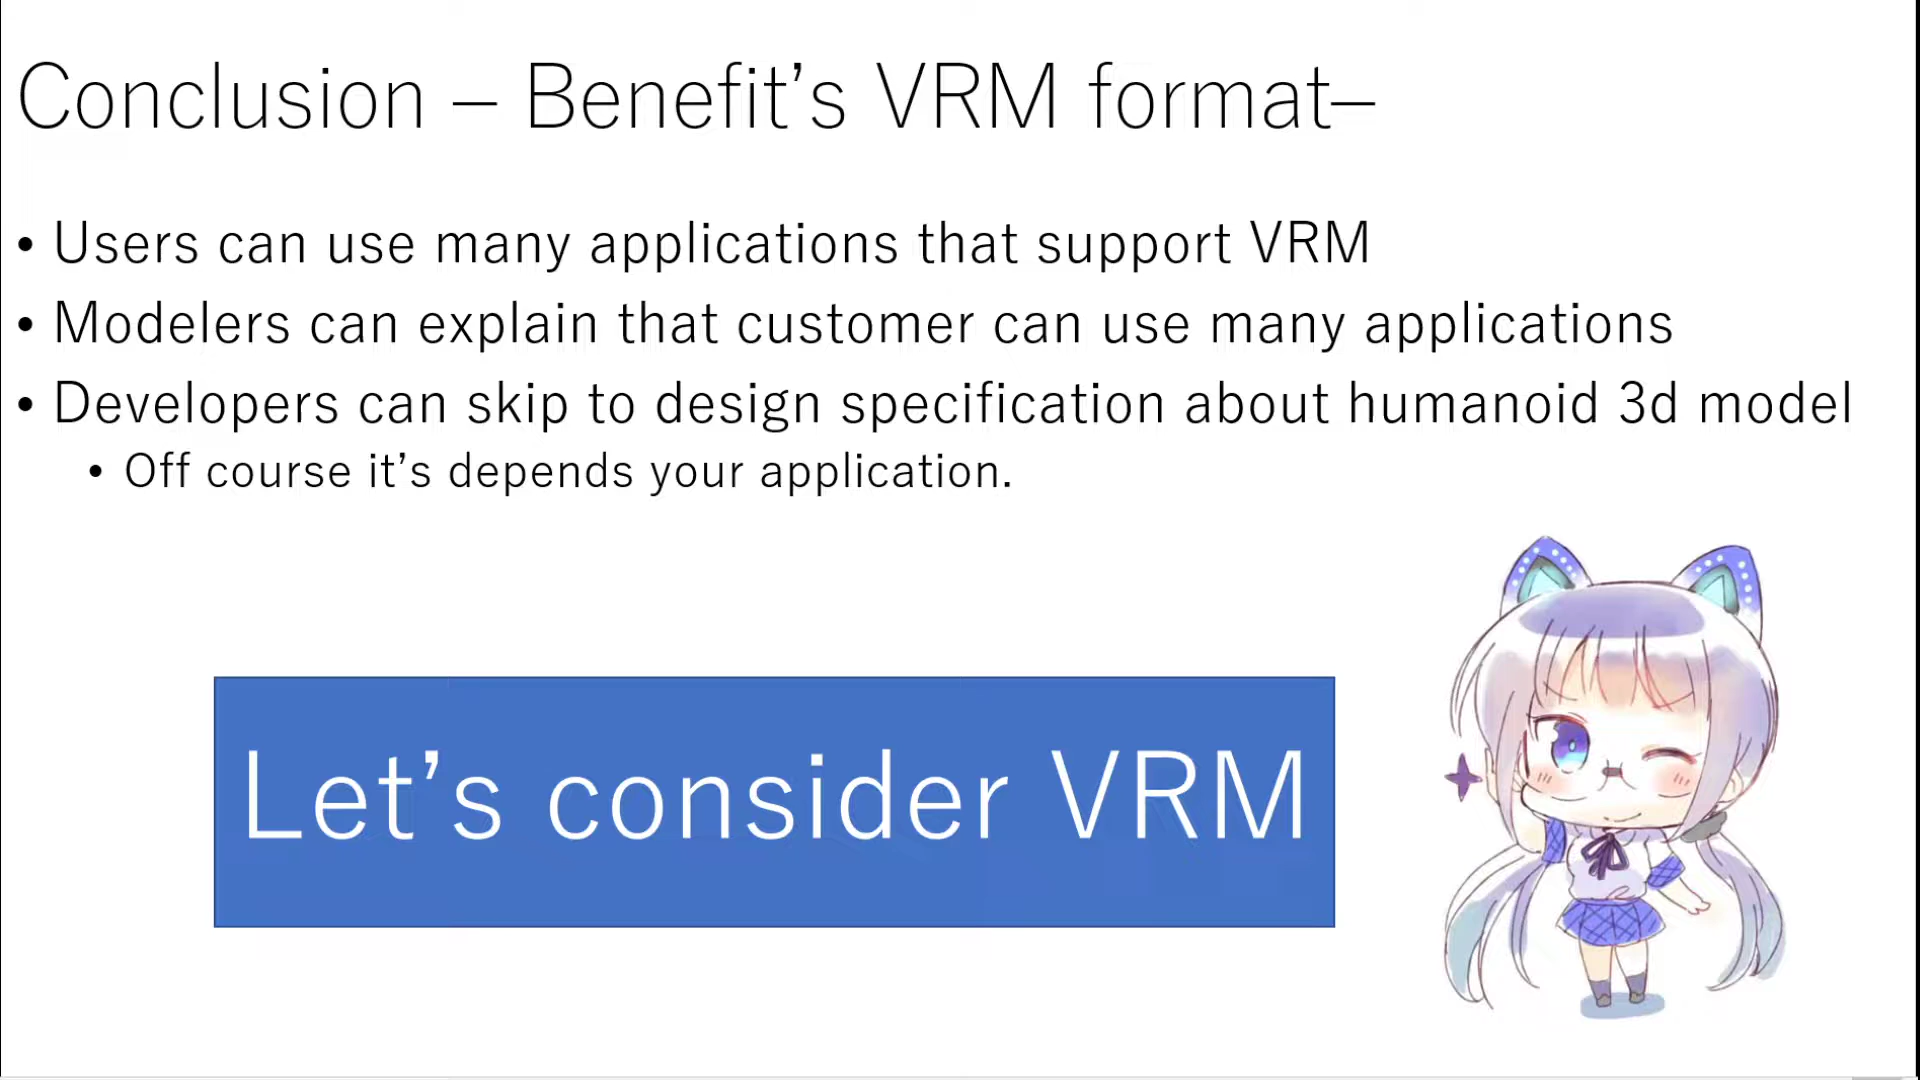 Conclusion – Benefit’s VRM format–
• Users can use many applications that support VRM
• Modelers can explain that customer can use many applications
• Developers can skip to design specification about humanoid 3d model
• Off course it’s depends your application.
Let’s consider VRM